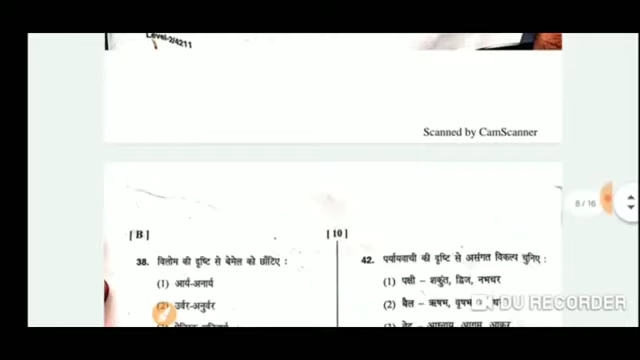 Level-2/4211
Scanned by CamScanner
8 / 16
[ B ]
[ 10 ]
38. विलोम की दृष्टि से बेमेल को छाँटिए :
(1) आर्य-अनार्य
(2) उर्वर-अनुर्वर
42. पर्यायवाची की दृष्टि से असंगत विकल्प चुनिए :
(1) पक्षी – शकुंत, द्विज, नभचर
(2) बैल – ऋषभ, वृषभ
DU RECORDER